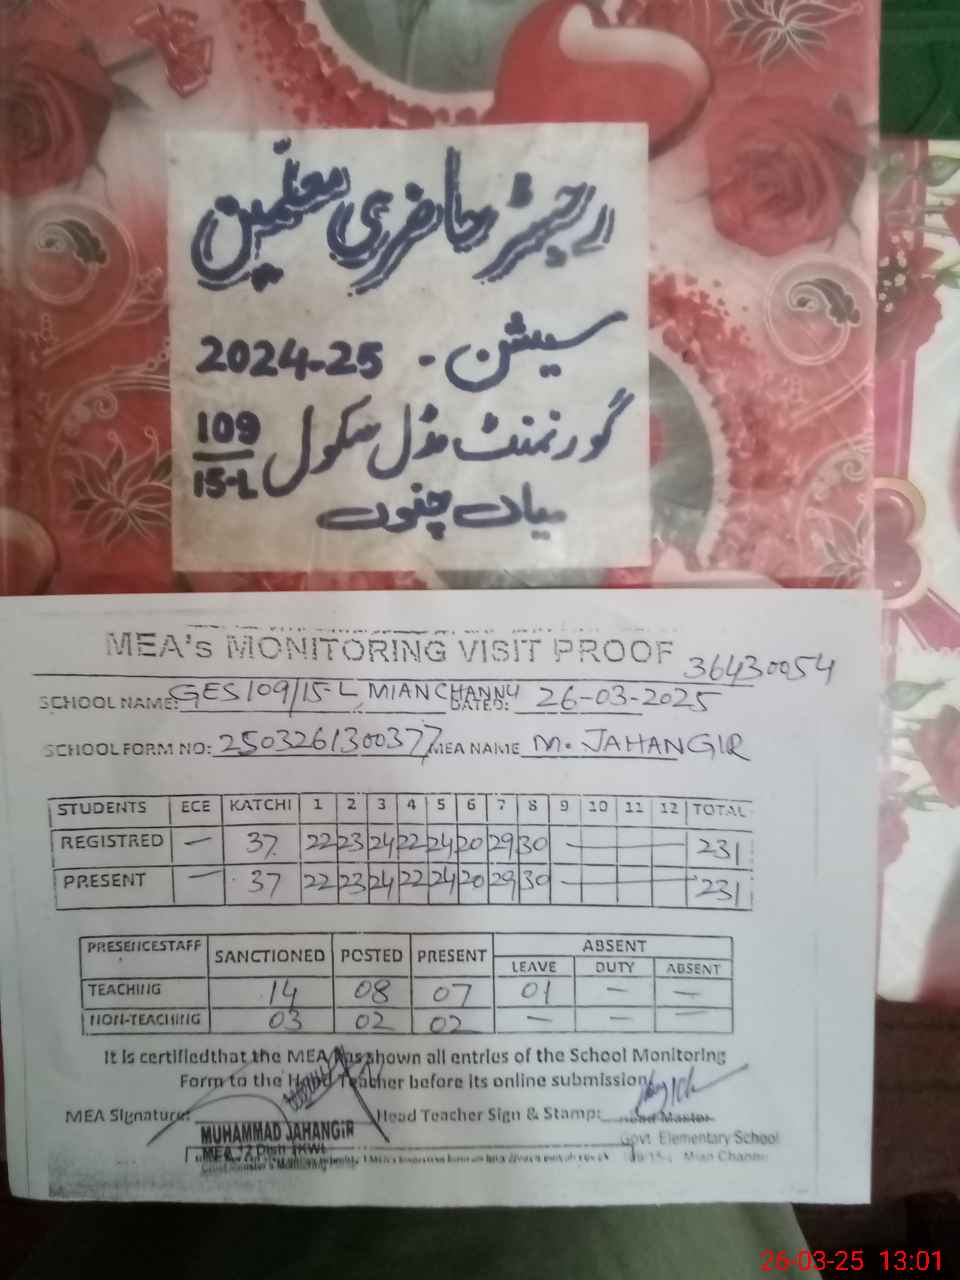 رجسٹر حاضری معلمین
سیشن - 2024-25
گورنمنٹ مڈل سکول 109/15-L
میاں چنوں
MEA's MONITORING VISIT PROOF 36430054
SCHOOL NAME: GES 109/15-L MIAN CHANNU DATED: 26-03-2025
SCHOOL FORM NO: 25032613003 77 MEA NAME M. JAHANGIR
STUDENTS ECE KATCHI 1 2 3 4 5 6 7 8 9 10 11 12 TOTAL
REGISTRED — 37 22 23 24 22 24 20 29 30 — 231
PRESENT — 37 22 23 24 22 24 20 29 30 — 231
PRESENCESTAFF SANCTIONED POSTED PRESENT ABSENT
LEAVE DUTY ABSENT
TEACHING 14 08 07 01 — —
NON-TEACHING 03 02 02 — — —
It is certifiedthat the MEA has shown all entries of the School Monitoring
Form to the Head Teacher before its online submission
MEA Signature: Head Teacher Sign & Stamp: Head Master
MUHAMMAD JAHANGIR Govt. Elementary School
Mian Channu
26-03-25 13:01